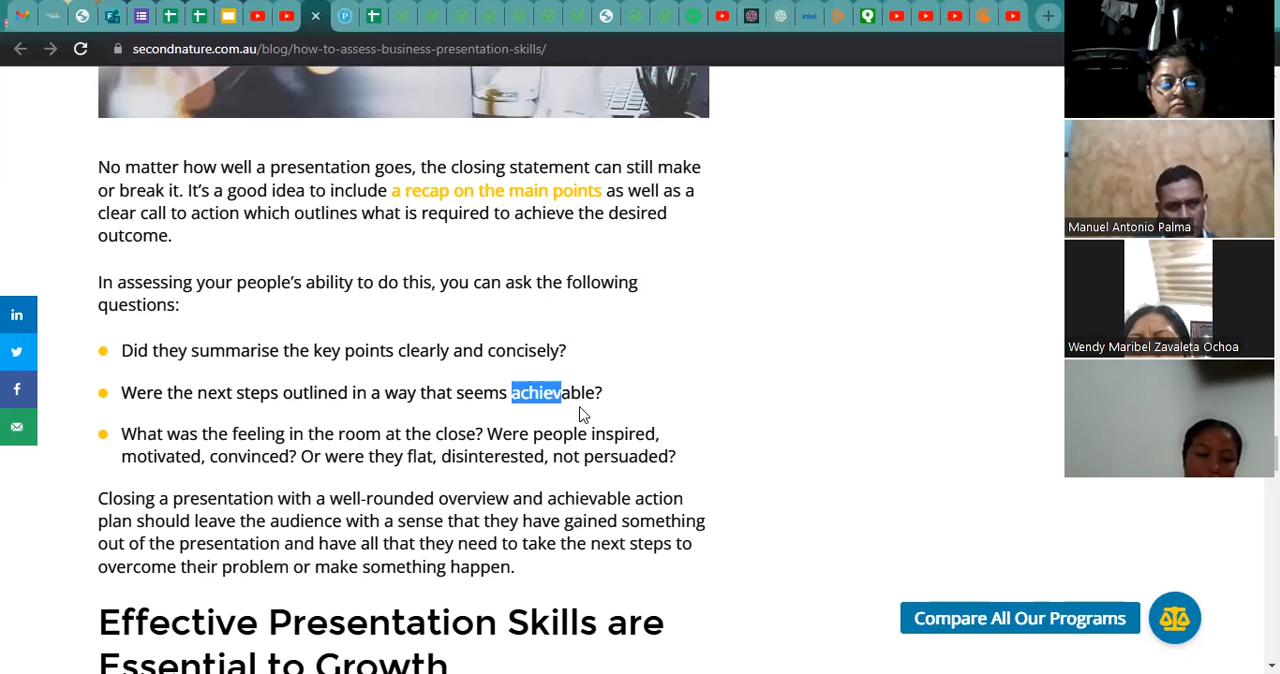 secondnature.com.au/blog/how-to-assess-business-presentation-skills/
No matter how well a presentation goes, the closing statement can still make
or break it. It's a good idea to include a recap on the main points as well as a
clear call to action which outlines what is required to achieve the desired
outcome.
In assessing your people's ability to do this, you can ask the following
questions:
Did they summarise the key points clearly and concisely?
Were the next steps outlined in a way that seems achievable?
What was the feeling in the room at the close? Were people inspired,
motivated, convinced? Or were they flat, disinterested, not persuaded?
Closing a presentation with a well-rounded overview and achievable action
plan should leave the audience with a sense that they have gained something
out of the presentation and have all that they need to take the next steps to
overcome their problem or make something happen.
Effective Presentation Skills are
Essential to Growth
Compare All Our Programs
Manuel Antonio Palma
Wendy Maribel Zavaleta Ochoa